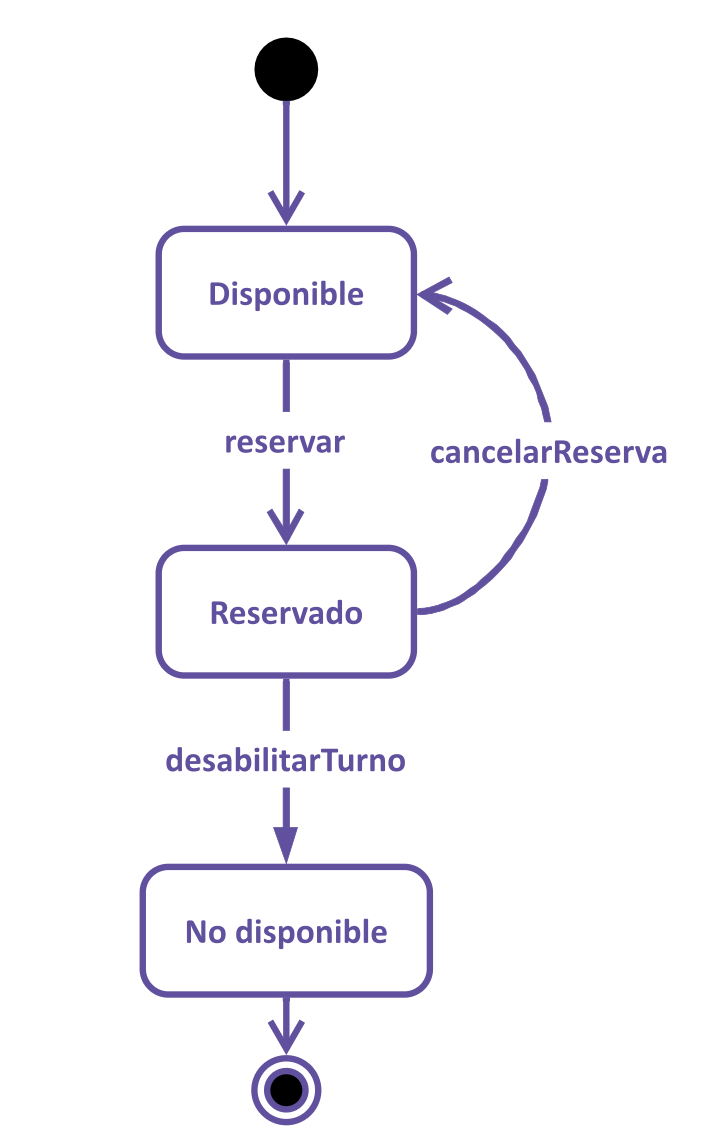 Disponible
reservar
cancelarReserva
Reservado
desabilitarTurno
No disponible